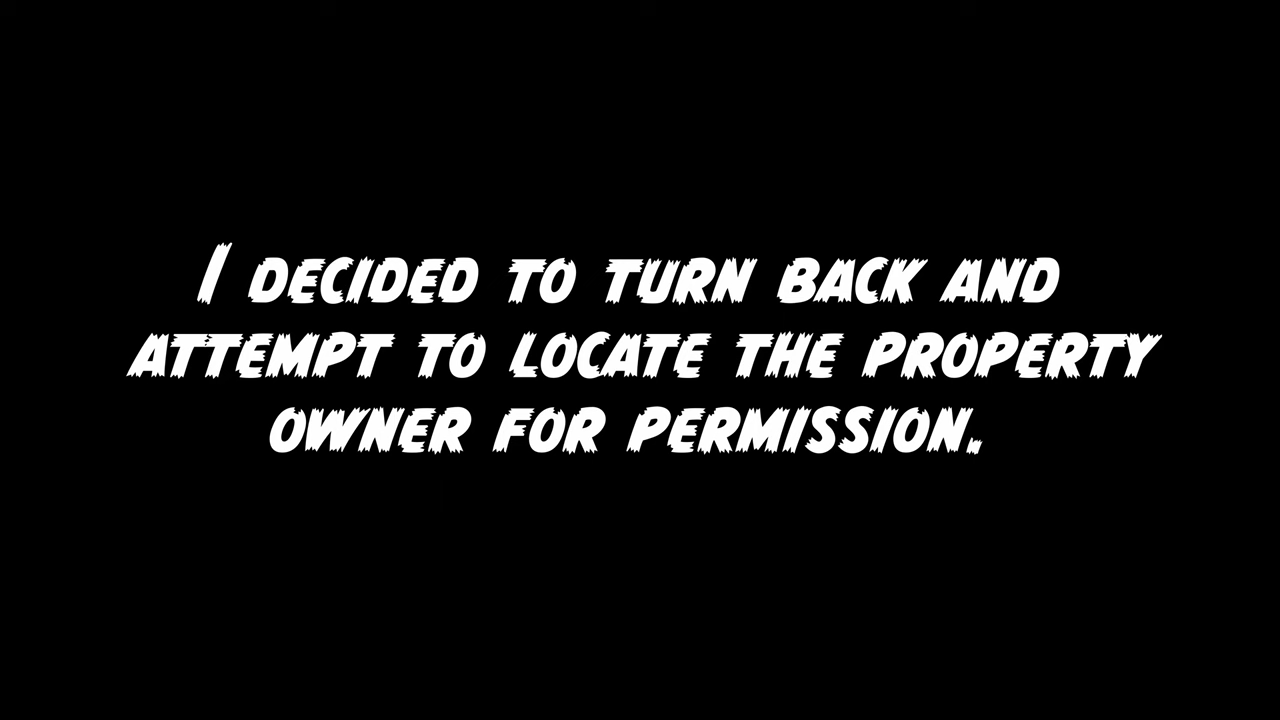 I DECIDED TO TURN BACK AND
ATTEMPT TO LOCATE THE PROPERTY
OWNER FOR PERMISSION.